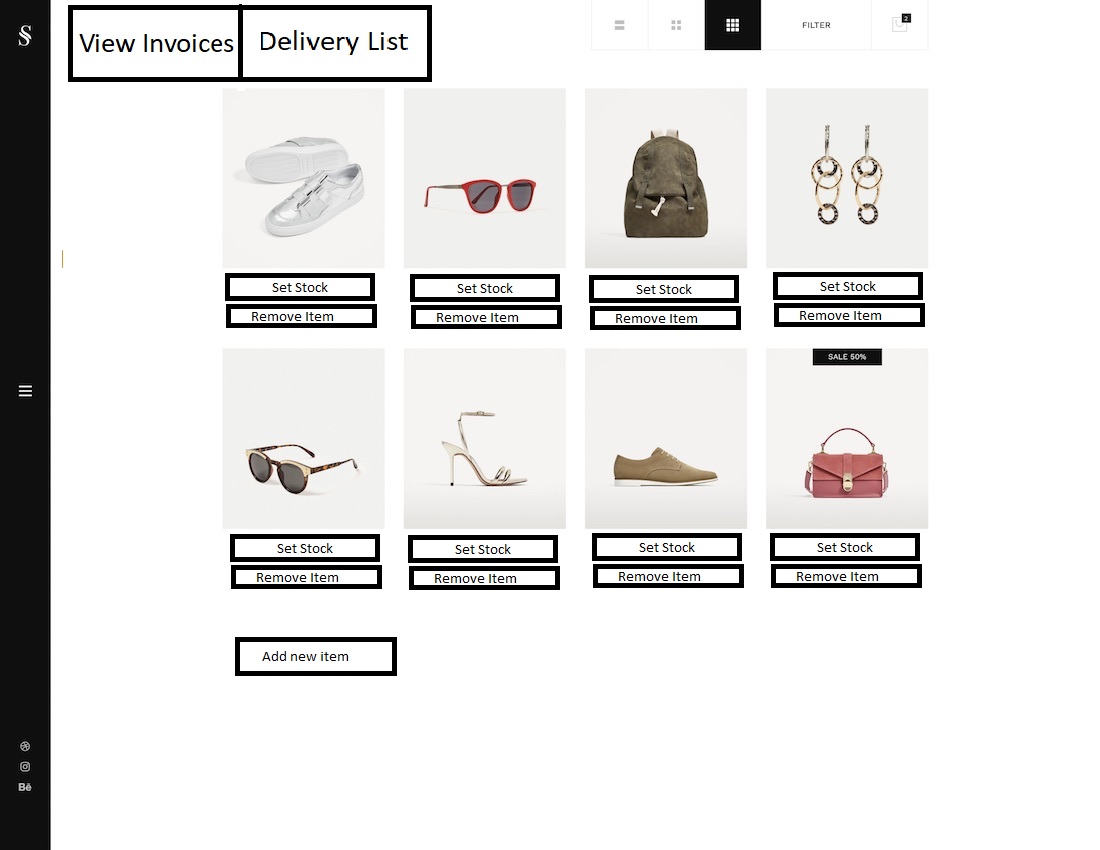 S
View Invoices Delivery List
FILTER
2
Set Stock Set Stock Set Stock Set Stock
Remove Item Remove Item Remove Item Remove Item
SALE 50%
Set Stock Set Stock Set Stock Set Stock
Remove Item Remove Item Remove Item Remove Item
Add new item
Bē